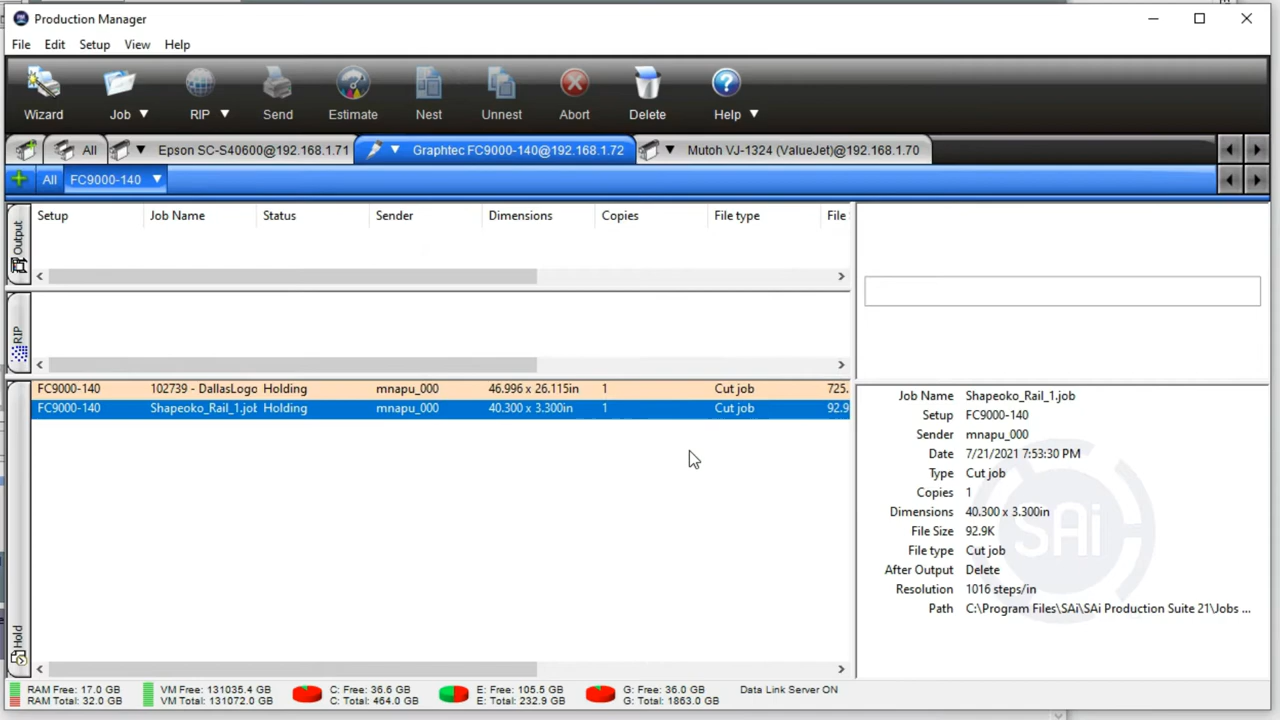 Production Manager
File Edit Setup View Help
Wizard Job RIP Send Estimate Nest Unnest Abort Delete Help
All Epson SC-S40600@192.168.1.71 Graphtec FC9000-140@192.168.1.72 Mutoh VJ-1324 (ValueJet)@192.168.1.70
All FC9000-140
Output
Setup Job Name Status Sender Dimensions Copies File type File
RIP
Hold
FC9000-140 102739 - DallasLogo Holding mnapu_000 46.996 x 26.115in 1 Cut job 725.
FC9000-140 Shapeoko_Rail_1.job Holding mnapu_000 40.300 x 3.300in 1 Cut job 92.9
Job Name Shapeoko_Rail_1.job
Setup FC9000-140
Sender mnapu_000
Date 7/21/2021 7:53:30 PM
Type Cut job
Copies 1
Dimensions 40.300 x 3.300in
File Size 92.9K
File type Cut job
After Output Delete
Resolution 1016 steps/in
Path C:\Program Files\SAi\SAi Production Suite 21\Jobs ...
SAi
RAM Free: 17.0 GB VM Free: 131035.4 GB C: Free: 36.6 GB E: Free: 105.5 GB G: Free: 36.0 GB Data Link Server ON
RAM Total: 32.0 GB VM Total: 131072.0 GB C: Total: 464.0 GB E: Total: 232.9 GB G: Total: 1863.0 GB